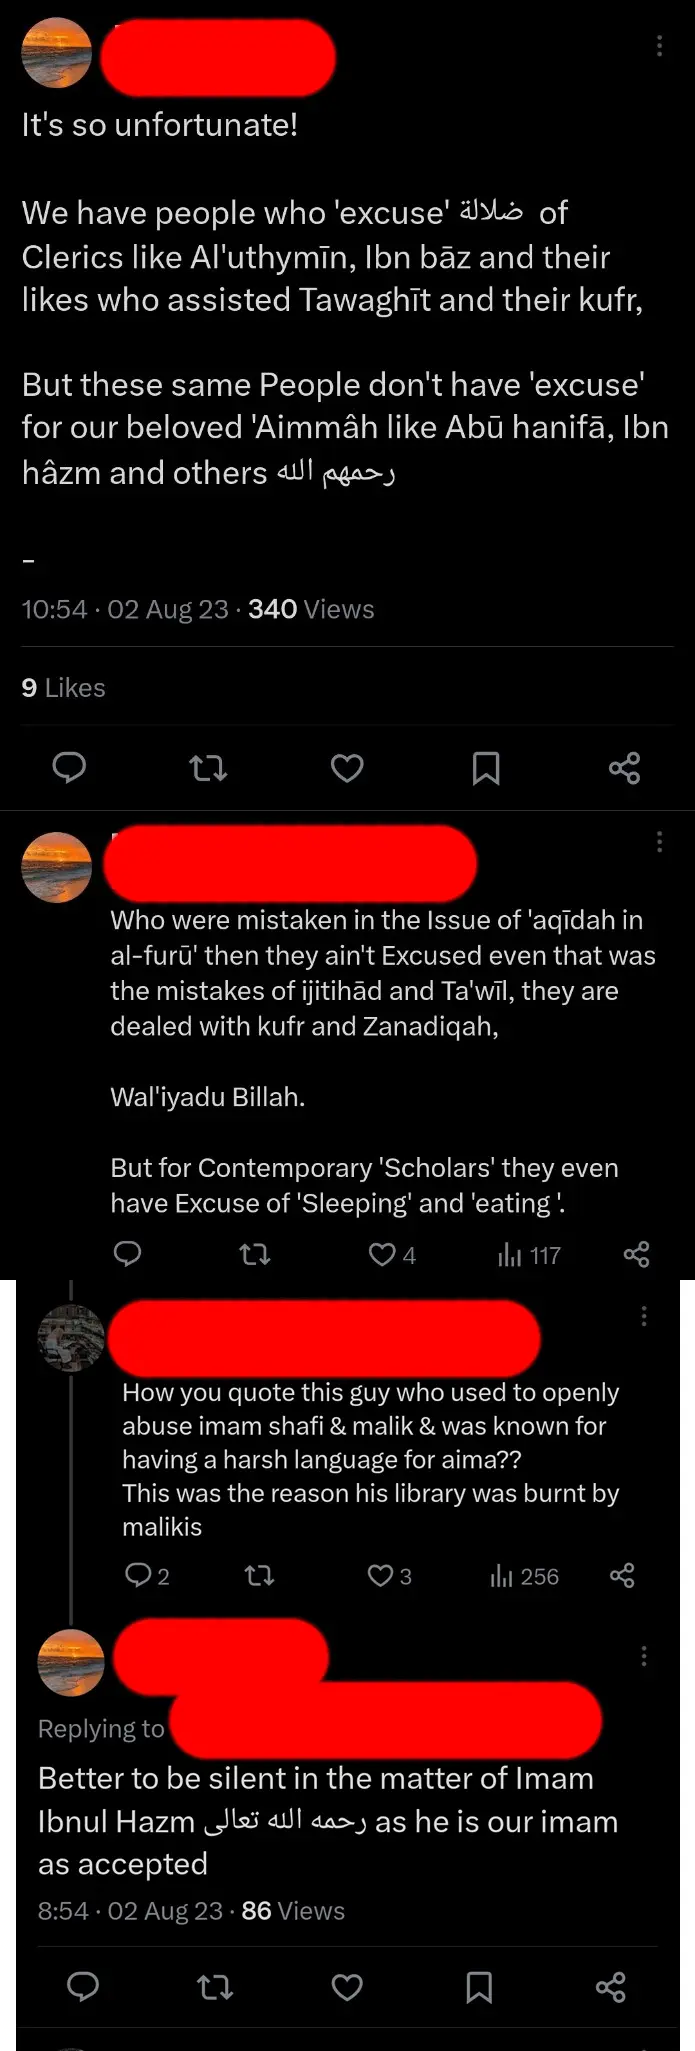 It's so unfortunate!
We have people who 'excuse' ضلالة of
Clerics like Al'uthymīn, Ibn bāz and their
likes who assisted Tawaghīt and their kufr,
But these same People don't have 'excuse'
for our beloved 'Aimmâh like Abū hanifā, Ibn
hâzm and others رحمهم الله
-
10:54 · 02 Aug 23 · 340 Views
9 Likes
Who were mistaken in the Issue of 'aqīdah in
al-furū' then they ain't Excused even that was
the mistakes of ijitihād and Ta'wīl, they are
dealed with kufr and Zanadiqah,
Wal'iyadu Billah.
But for Contemporary 'Scholars' they even
have Excuse of 'Sleeping' and 'eating '.
4 117
How you quote this guy who used to openly
abuse imam shafi & malik & was known for
having a harsh language for aima??
This was the reason his library was burnt by
malikis
2 3 256
Replying to
Better to be silent in the matter of Imam
Ibnul Hazm رحمه الله تعالى as he is our imam
as accepted
8:54 · 02 Aug 23 · 86 Views